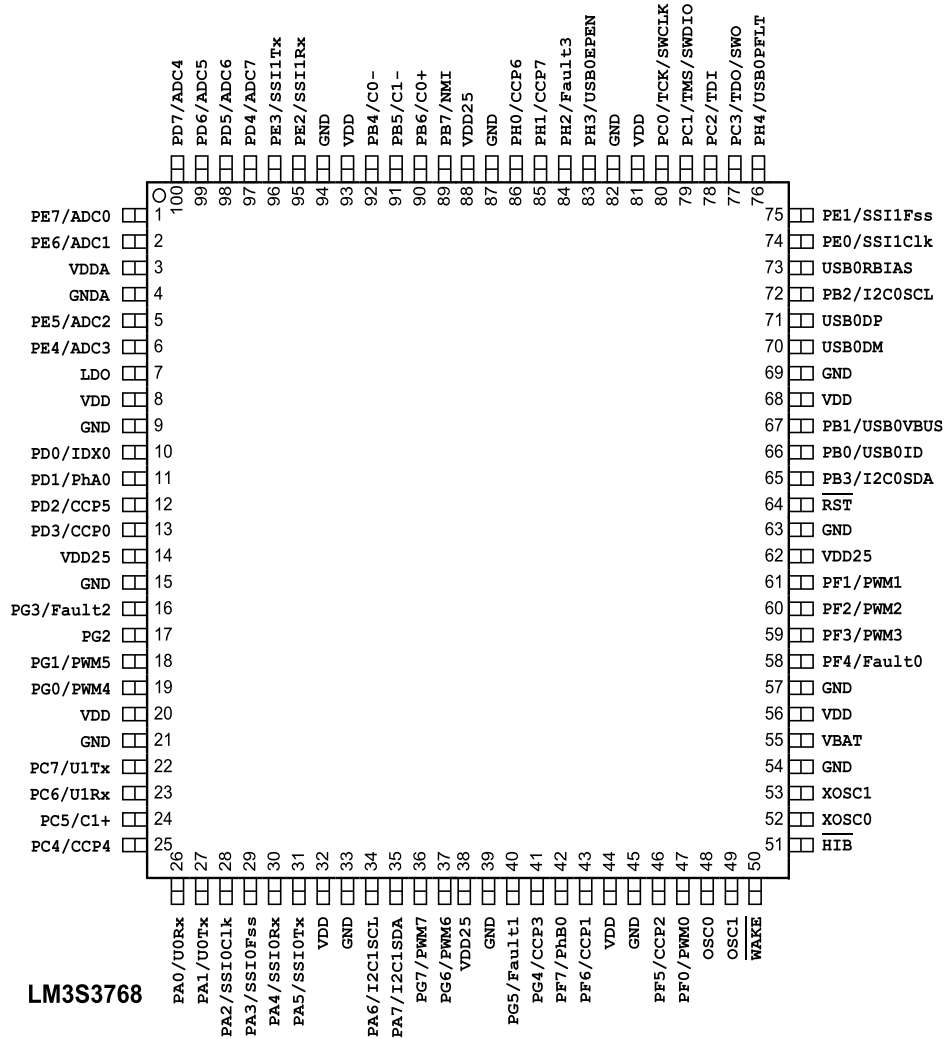 PD7/ADC4
PD6/ADC5
PD5/ADC6
PD4/ADC7
PE3/SSI1Tx
PE2/SSI1Rx
GND
VDD
PB4/C0-
PB5/C1-
PB6/C0+
PB7/NMI
VDD25
GND
PH0/CCP6
PH1/CCP7
PH2/Fault3
PH3/USB0EPEN
GND
VDD
PC0/TCK/SWCLK
PC1/TMS/SWDIO
PC2/TDI
PC3/TDO/SWO
PH4/USB0PFLT
100
99
98
97
96
95
94
93
92
91
90
89
88
87
86
85
84
83
82
81
80
79
78
77
76
PE7/ADC0 1
PE6/ADC1 2
VDDA 3
GNDA 4
PE5/ADC2 5
PE4/ADC3 6
LDO 7
VDD 8
GND 9
PD0/IDX0 10
PD1/PhA0 11
PD2/CCP5 12
PD3/CCP0 13
VDD25 14
GND 15
PG3/Fault2 16
PG2 17
PG1/PWM5 18
PG0/PWM4 19
VDD 20
GND 21
PC7/U1Tx 22
PC6/U1Rx 23
PC5/C1+ 24
PC4/CCP4 25
75 PE1/SSI1Fss
74 PE0/SSI1Clk
73 USB0RBIAS
72 PB2/I2C0SCL
71 USB0DP
70 USB0DM
69 GND
68 VDD
67 PB1/USB0VBUS
66 PB0/USB0ID
65 PB3/I2C0SDA
64 RST
63 GND
62 VDD25
61 PF1/PWM1
60 PF2/PWM2
59 PF3/PWM3
58 PF4/Fault0
57 GND
56 VDD
55 VBAT
54 GND
53 XOSC1
52 XOSC0
51 HIB
26
27
28
29
30
31
32
33
34
35
36
37
38
39
40
41
42
43
44
45
46
47
48
49
50
PA0/U0Rx
PA1/U0Tx
PA2/SSI0Clk
PA3/SSI0Fss
PA4/SSI0Rx
PA5/SSI0Tx
VDD
GND
PA6/I2C1SCL
PA7/I2C1SDA
PG7/PWM7
PG6/PWM6
VDD25
GND
PG5/Fault1
PG4/CCP3
PF7/PhB0
PF6/CCP1
VDD
GND
PF5/CCP2
PF0/PWM0
OSC0
OSC1
WAKE
LM3S3768